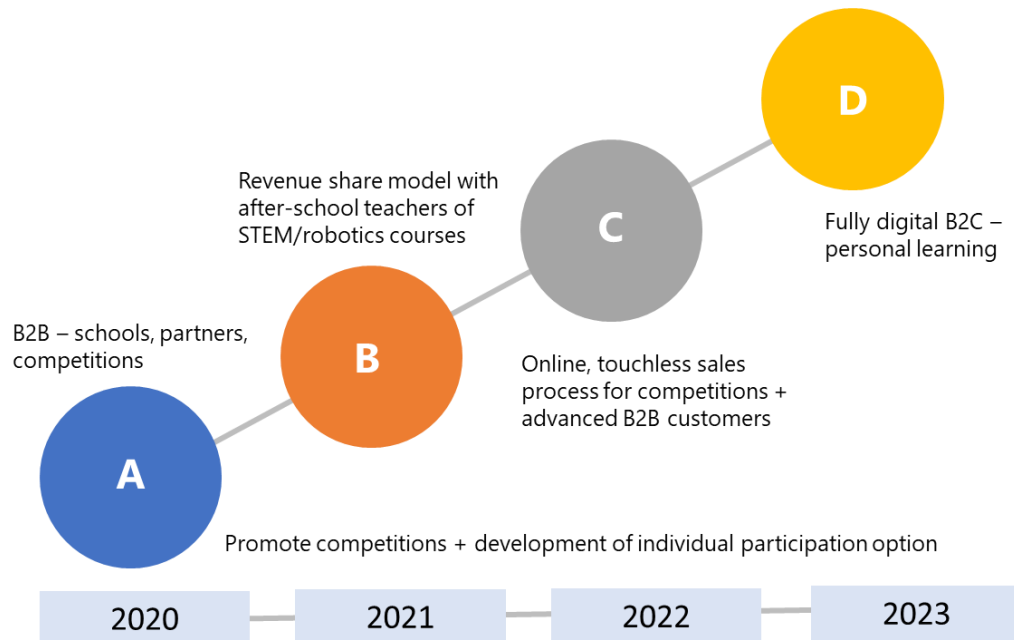 D
Revenue share model with
after-school teachers of
STEM/robotics courses
C
Fully digital B2C –
personal learning
B2B – schools, partners,
competitions
B
Online, touchless sales
process for competitions +
advanced B2B customers
A
Promote competitions + development of individual participation option
2020
2021
2022
2023